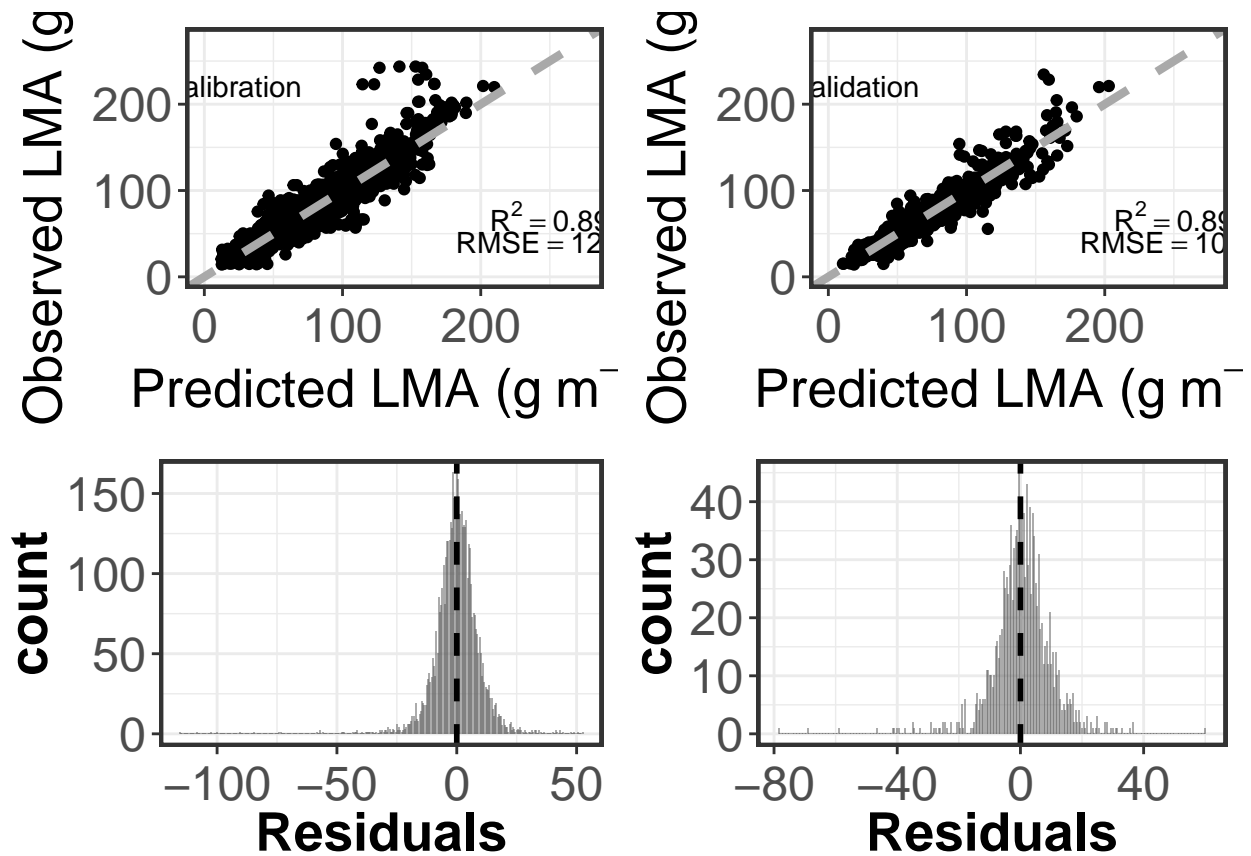 Observed LMA (g
200
100
0
alibration
R² = 0.89
RMSE = 12
0 100 200
Predicted LMA (g m⁻
Observed LMA (g
200
100
0
alidation
R² = 0.89
RMSE = 10
0 100 200
Predicted LMA (g m⁻
count
150
100
50
0
−100 −50 0 50
Residuals
count
40
30
20
10
0
−80 −40 0 40
Residuals